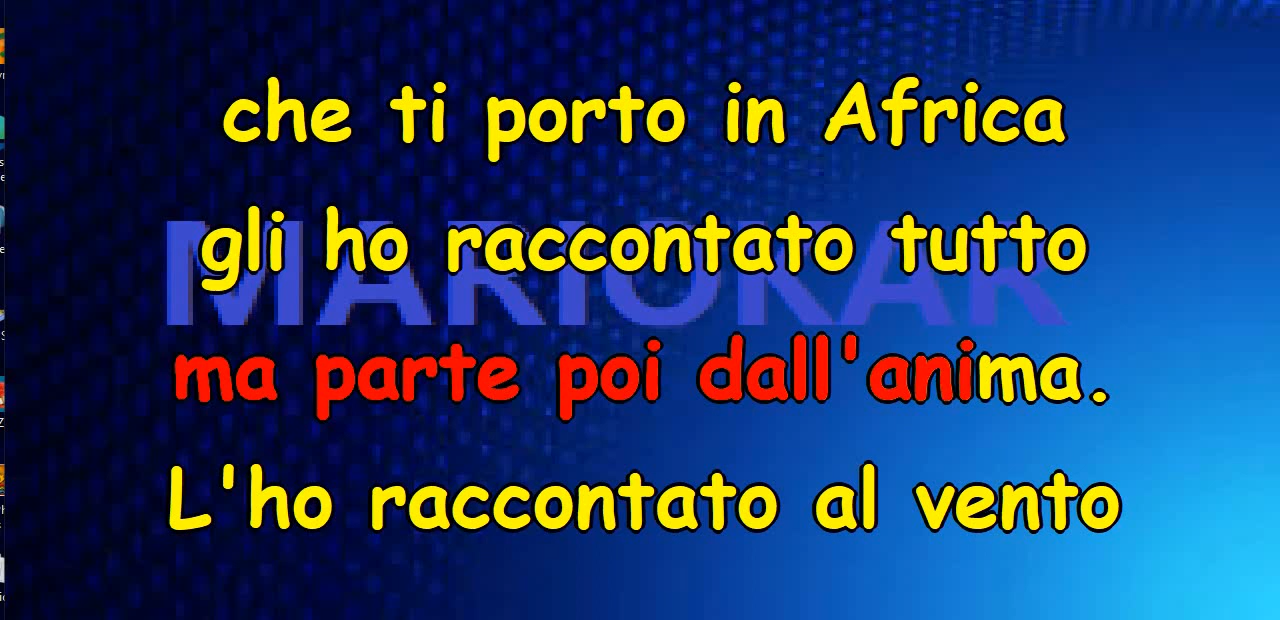 che ti porto in Africa
gli ho raccontato tutto
MARIOKAR
ma parte poi dall'anima.
L'ho raccontato al vento